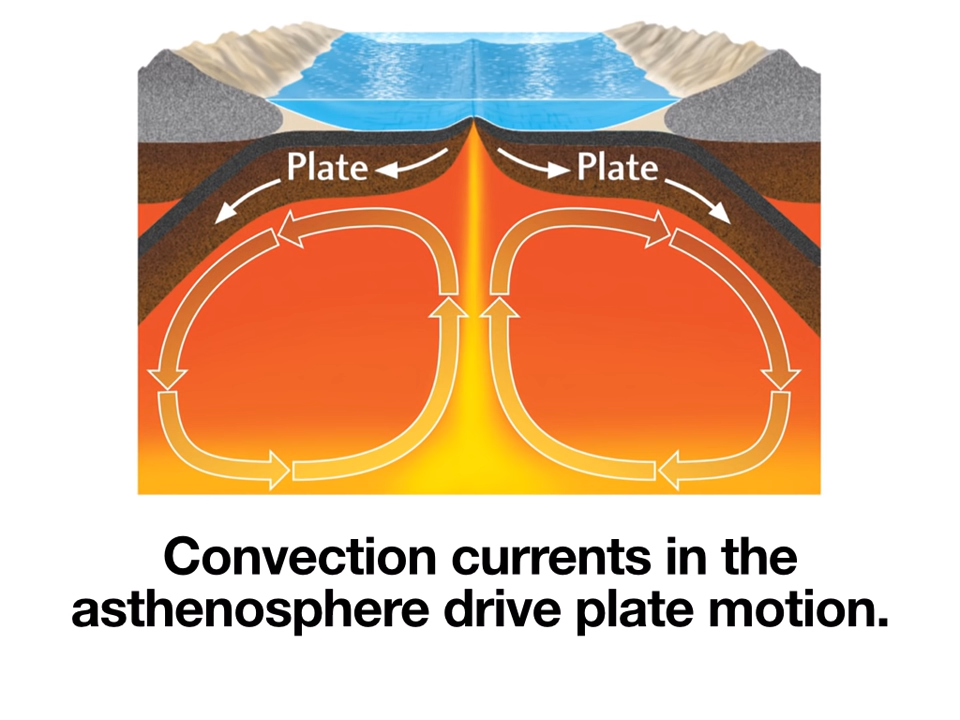 Plate Plate
Convection currents in the
asthenosphere drive plate motion.